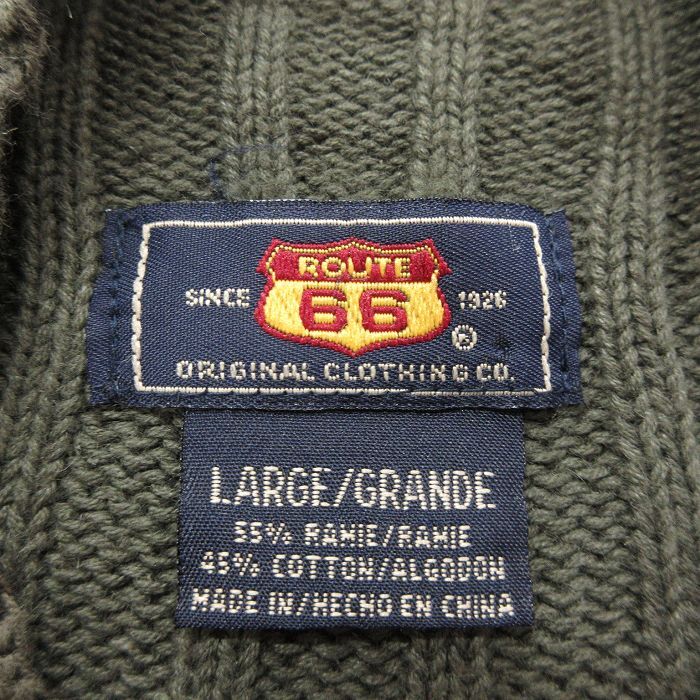 ROUTE
66
SINCE 1926
®
ORIGINAL CLOTHING CO.
LARGE/GRANDE
55% RAMIE/RAMIE
45% COTTON/ALGODON
MADE IN/HECHO EN CHINA